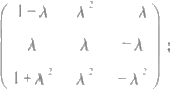 1 − λ  λ²  λ
λ  λ  − λ
1 + λ²  λ²  − λ²  ;